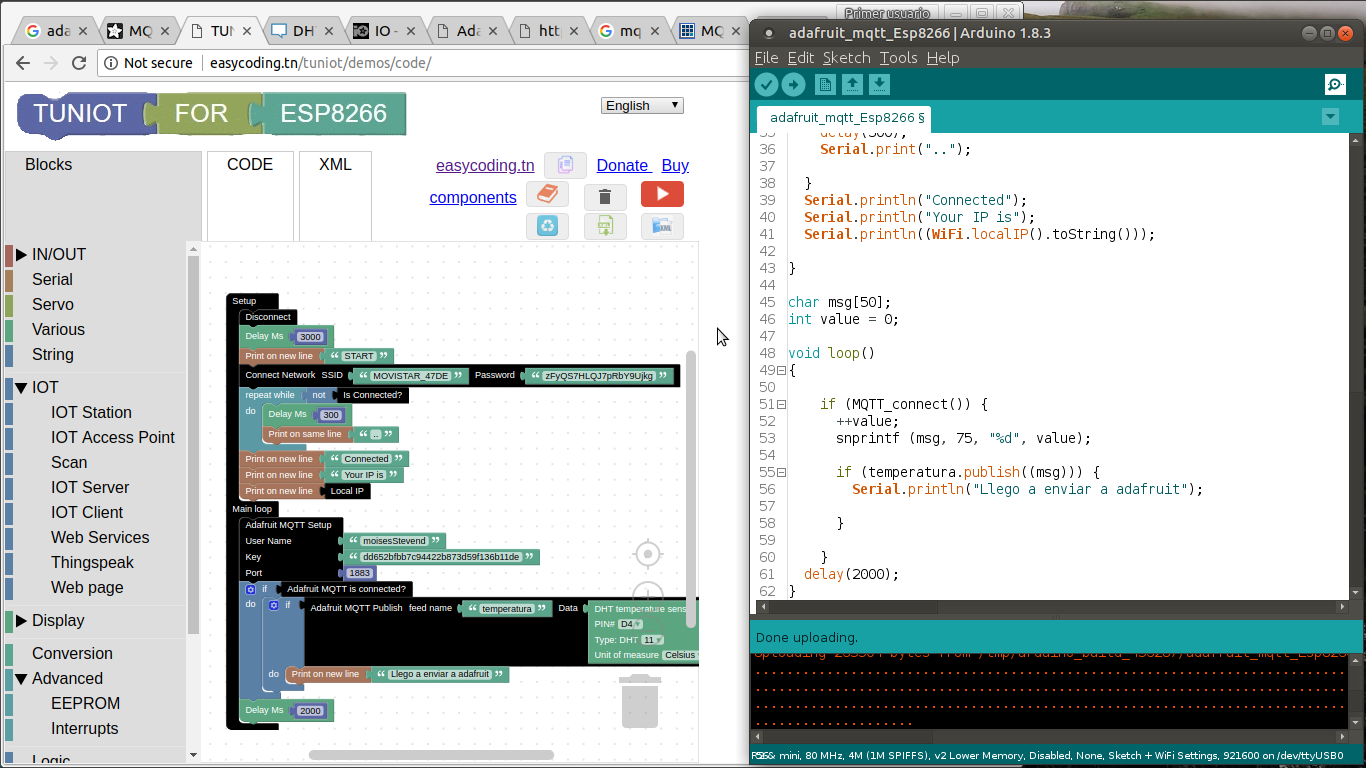 Primer usuario
ada
MQ
TUN
DH
IO -
Ada
htt
mq
MQ
Not secure
easycoding.tn/tuniot/demos/code/
TUNIOT FOR ESP8266
English
Blocks
CODE
XML
easycoding.tn
Donate
Buy
components
IN/OUT
Serial
Servo
Various
String
IOT
IOT Station
IOT Access Point
Scan
IOT Server
IOT Client
Web Services
Thingspeak
Web page
Display
Conversion
Advanced
EEPROM
Interrupts
Logic
Setup
Disconnect
Delay Ms 3000
Print on new line “ START ”
Connect Network SSID “ MOVISTAR_47DE ” Password “ zFyQS7HLQJ7pRbY9Ujkg ”
repeat while not Is Connected?
do Delay Ms 300
Print on same line “ .. ”
Print on new line “ Connected ”
Print on new line “ Your IP is ”
Print on new line Local IP
Main loop
Adafruit MQTT Setup
User Name “ moisesStevend ”
Key “ dd652bfbb7c94422b873d59f136b11de ”
Port 1883
if Adafruit MQTT is connected?
do if Adafruit MQTT Publish feed name “ temperatura ” Data DHT temperature sens
PIN# D4
Type: DHT 11
Unit of measure Celsius
do Print on new line “ Llego a enviar a adafruit ”
Delay Ms 2000
adafruit_mqtt_Esp8266 | Arduino 1.8.3
File Edit Sketch Tools Help
adafruit_mqtt_Esp8266 §
35 delay(300);
36 Serial.print("..");
37
38 }
39 Serial.println("Connected");
40 Serial.println("Your IP is");
41 Serial.println((WiFi.localIP().toString()));
42
43 }
44
45 char msg[50];
46 int value = 0;
47
48 void loop()
49 {
50
51 if (MQTT_connect()) {
52 ++value;
53 snprintf (msg, 75, "%d", value);
54
55 if (temperatura.publish((msg))) {
56 Serial.println("Llego a enviar a adafruit");
57
58 }
59
60 }
61 delay(2000);
62 }
Done uploading.
mini, 80 MHz, 4M (1M SPIFFS), v2 Lower Memory, Disabled, None, Sketch + WiFi Settings, 921600 on /dev/ttyUSB0